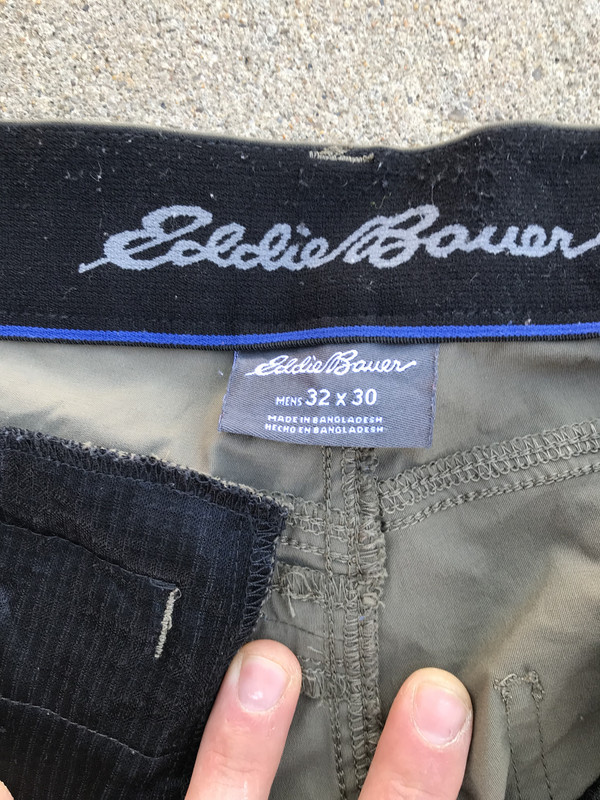 Eddie Bauer
Eddie Bauer
MENS 32 x 30
MADE IN BANGLADESH
HECHO EN BANGLADESH